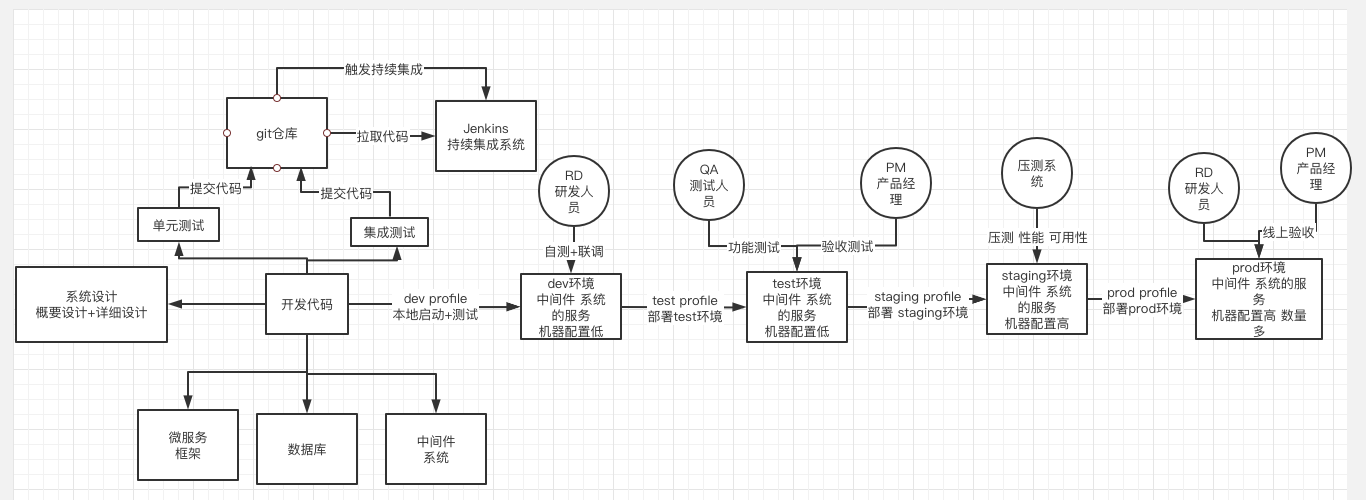 触发持续集成
git仓库
拉取代码
Jenkins
持续集成系统
提交代码
提交代码
单元测试
集成测试
RD
研发人
员
QA
测试人
员
PM
产品经
理
压测系
统
RD
研发人
员
PM
产品经
理
自测+联调
功能测试
验收测试
压测 性能 可用性
线上验收
系统设计
概要设计+详细设计
开发代码
dev profile
本地启动+测试
dev环境
中间件 系统
的服务
机器配置低
test profile
部署test环境
test环境
中间件 系统
的服务
机器配置低
staging profile
部署 staging环境
staging环境
中间件 系统
的服务
机器配置高
prod profile
部署prod环境
prod环境
中间件 系统的服
务
机器配置高 数量
多
微服务
框架
数据库
中间件
系统